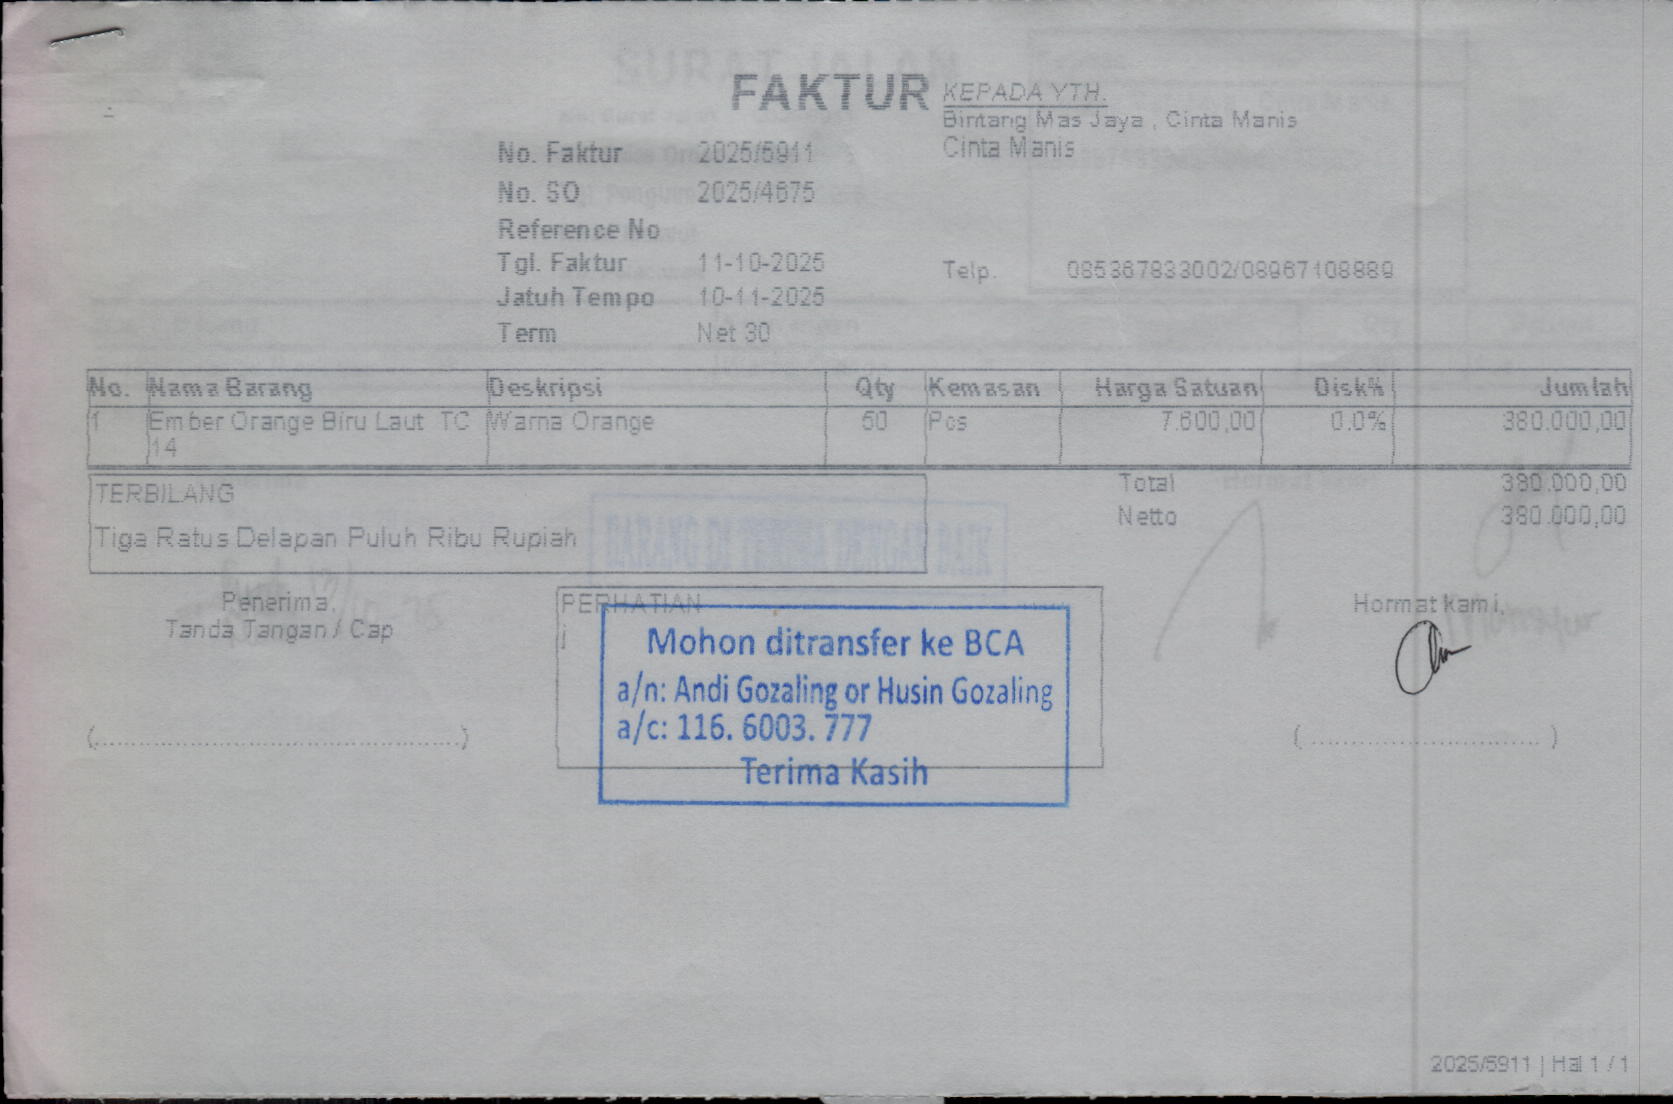 FAKTUR
KEPADA YTH.
Bintang Mas Jaya , Cinta Manis
Cinta Manis
No. Faktur 2025/5911
No. SO 2025/4675
Reference No
Tgl. Faktur 11-10-2025
Telp. 085367833002/08967108889
Jatuh Tempo 10-11-2025
Term Net 30
No. Nama Barang Deskripsi Qty Kemasan Harga Satuan Disk% Jumlah
1 Ember Orange Biru Laut TC Warna Orange 50 Pcs 7.600,00 0.0% 380.000,00
14
TERBILANG
Tiga Ratus Delapan Puluh Ribu Rupiah
Total 380.000,00
Netto 380.000,00
Penerima,
Tanda Tangan / Cap
PERHATIAN
Hormat kami,
Mohon ditransfer ke BCA
a/n: Andi Gozaling or Husin Gozaling
a/c: 116. 6003. 777
Terima Kasih
2025/5911 | Hal 1 / 1